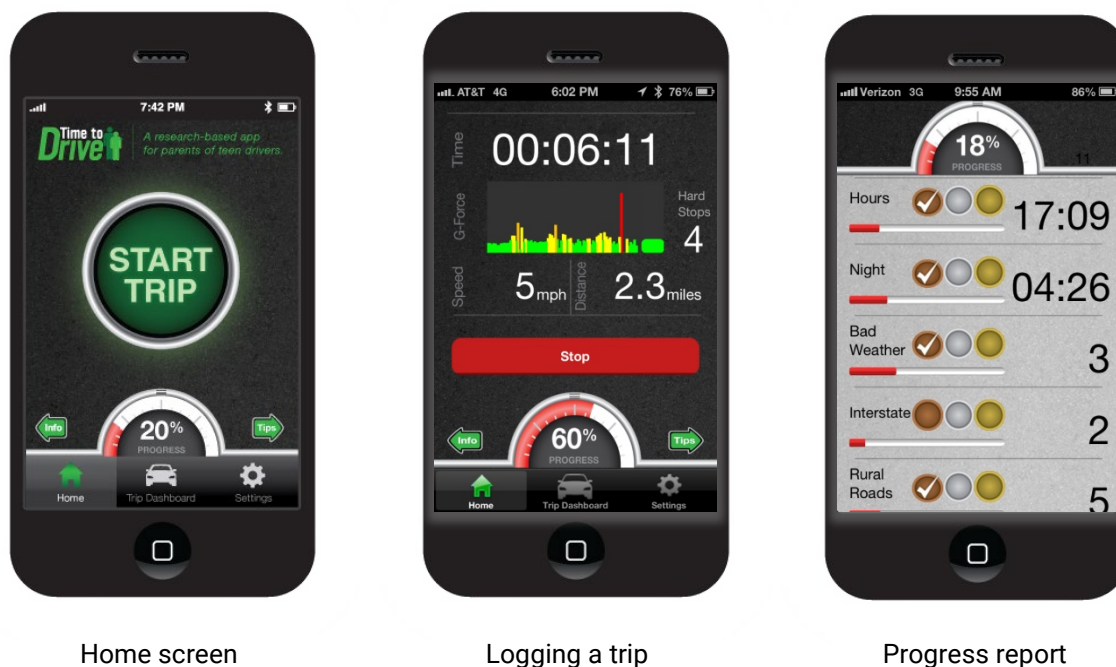 7:42 PM
Time to
Drive
A research-based app
for parents of teen drivers.
START
TRIP
Info
20%
PROGRESS
Tips
Home
Trip Dashboard
Settings
Home screen
AT&T 4G
6:02 PM
76%
Time
00:06:11
G-Force
Hard
Stops
4
Speed
5mph
Distance
2.3miles
Stop
Info
60%
PROGRESS
Tips
Home
Trip Dashboard
Settings
Logging a trip
Verizon 3G
9:55 AM
86%
18%
PROGRESS
11
Hours
17:09
Night
04:26
Bad
Weather
3
Interstate
2
Rural
Roads
5
Progress report